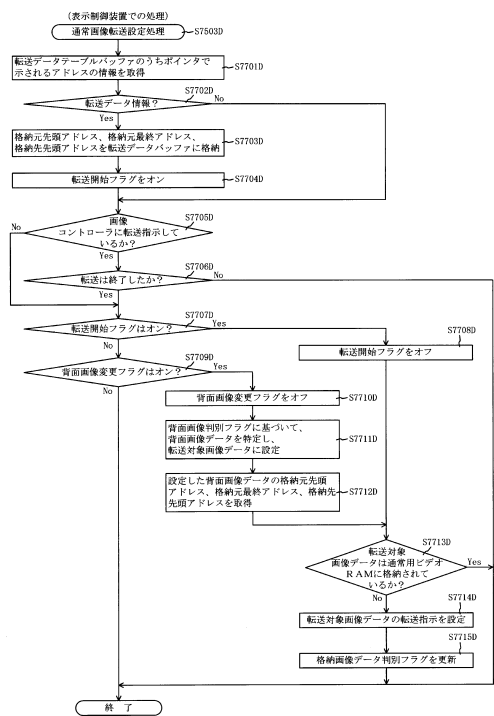 (表示制御装置での処理)
通常画像転送設定処理
S7503D
転送データテーブルバッファのうちポインタで
示されるアドレスの情報を取得
S7701D
S7702D
転送データ情報?
No
Yes
格納元先頭アドレス、格納元最終アドレス、
格納先先頭アドレスを転送データバッファに格納
S7703D
転送開始フラグをオン
S7704D
S7705D
画像
コントローラに転送指示して
いるか?
No
Yes
S7706D
転送は終了したか?
No
Yes
S7707D
転送開始フラグはオン?
Yes
No
S7708D
転送開始フラグをオフ
S7709D
背面画像変更フラグはオン?
Yes
No
背面画像変更フラグをオフ
S7710D
背面画像判別フラグに基づいて、
背面画像データを特定し、
転送対象画像データに設定
S7711D
設定した背面画像データの格納元先頭
アドレス、格納元最終アドレス、格納先
先頭アドレスを取得
S7712D
S7713D
転送対象
画像データは通常用ビデオ
RAMに格納されて
いるか?
Yes
No
S7714D
転送対象画像データの転送指示を設定
S7715D
格納画像データ判別フラグを更新
終 了